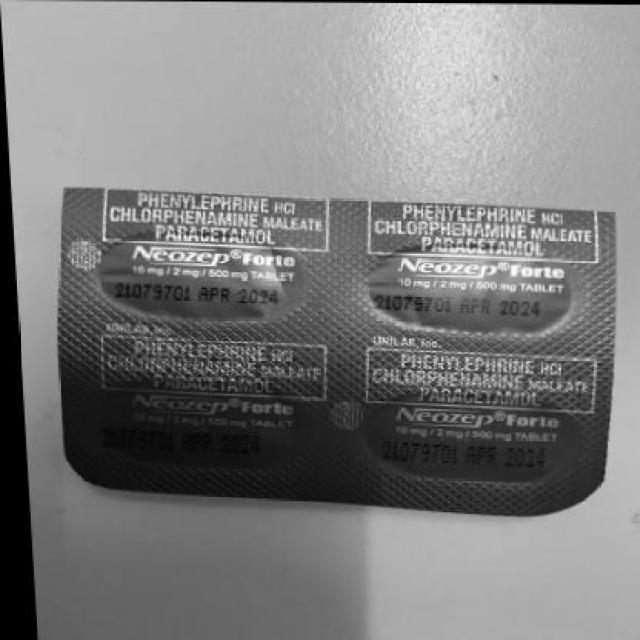 PHENYLEPHRINE HCl
CHLORPHENAMINE MALEATE
PARACETAMOL
Neozep® Forte
10 mg / 2 mg / 500 mg TABLET
21079701 APR 2024
PHENYLEPHRINE HCl
CHLORPHENAMINE MALEATE
PARACETAMOL
Neozep® Forte
10 mg / 2 mg / 500 mg TABLET
21079701 APR 2024
UNILAB, Inc.
PHENYLEPHRINE HCl
CHLORPHENAMINE MALEATE
PARACETAMOL
Neozep® Forte
10 mg / 2 mg / 500 mg TABLET
21079701 APR 2024
UNILAB, Inc.
PHENYLEPHRINE HCl
CHLORPHENAMINE MALEATE
PARACETAMOL
Neozep® Forte
10 mg / 2 mg / 500 mg TABLET
21079701 APR 2024